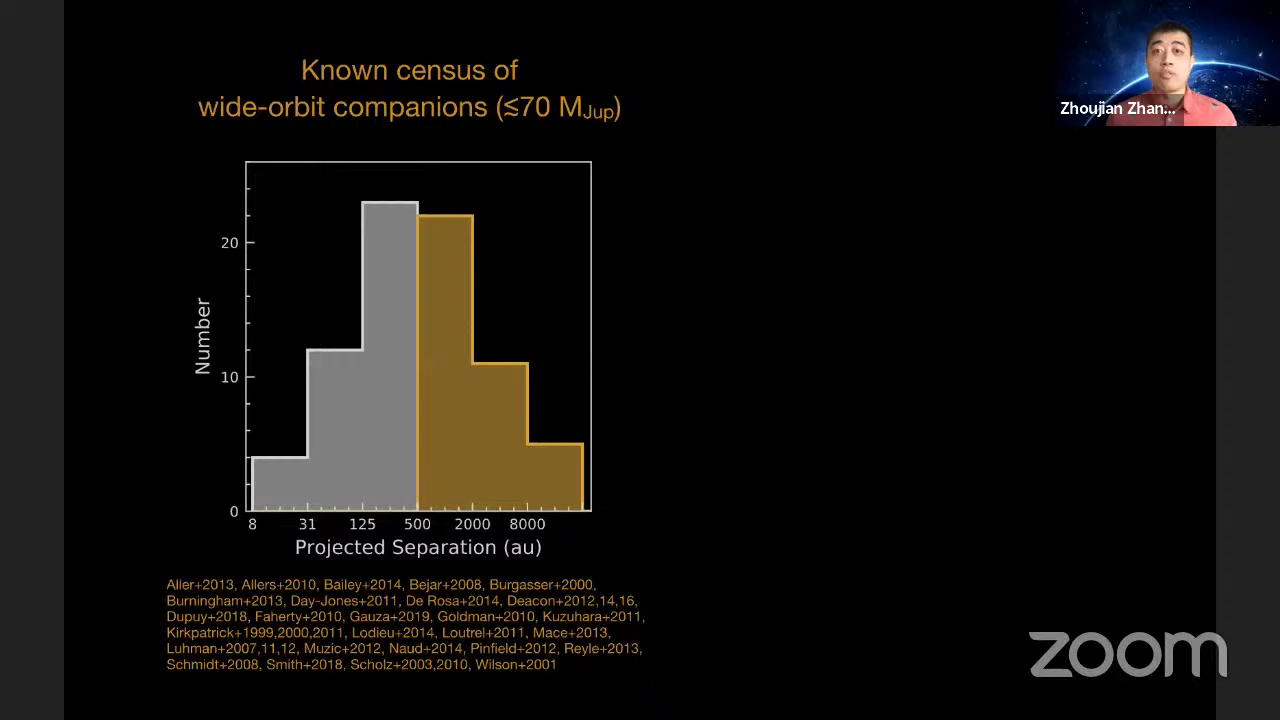 Known census of
wide-orbit companions (≲70 MJup)
Zhoujian Zhan...
20
10
0
Number
8 31 125 500 2000 8000
Projected Separation (au)
Aller+2013, Allers+2010, Bailey+2014, Bejar+2008, Burgasser+2000,
Burningham+2013, Day-Jones+2011, De Rosa+2014, Deacon+2012,14,16,
Dupuy+2018, Faherty+2010, Gauza+2019, Goldman+2010, Kuzuhara+2011,
Kirkpatrick+1999,2000,2011, Lodieu+2014, Loutrel+2011, Mace+2013,
Luhman+2007,11,12, Muzic+2012, Naud+2014, Pinfield+2012, Reyle+2013,
Schmidt+2008, Smith+2018, Scholz+2003,2010, Wilson+2001
zoom